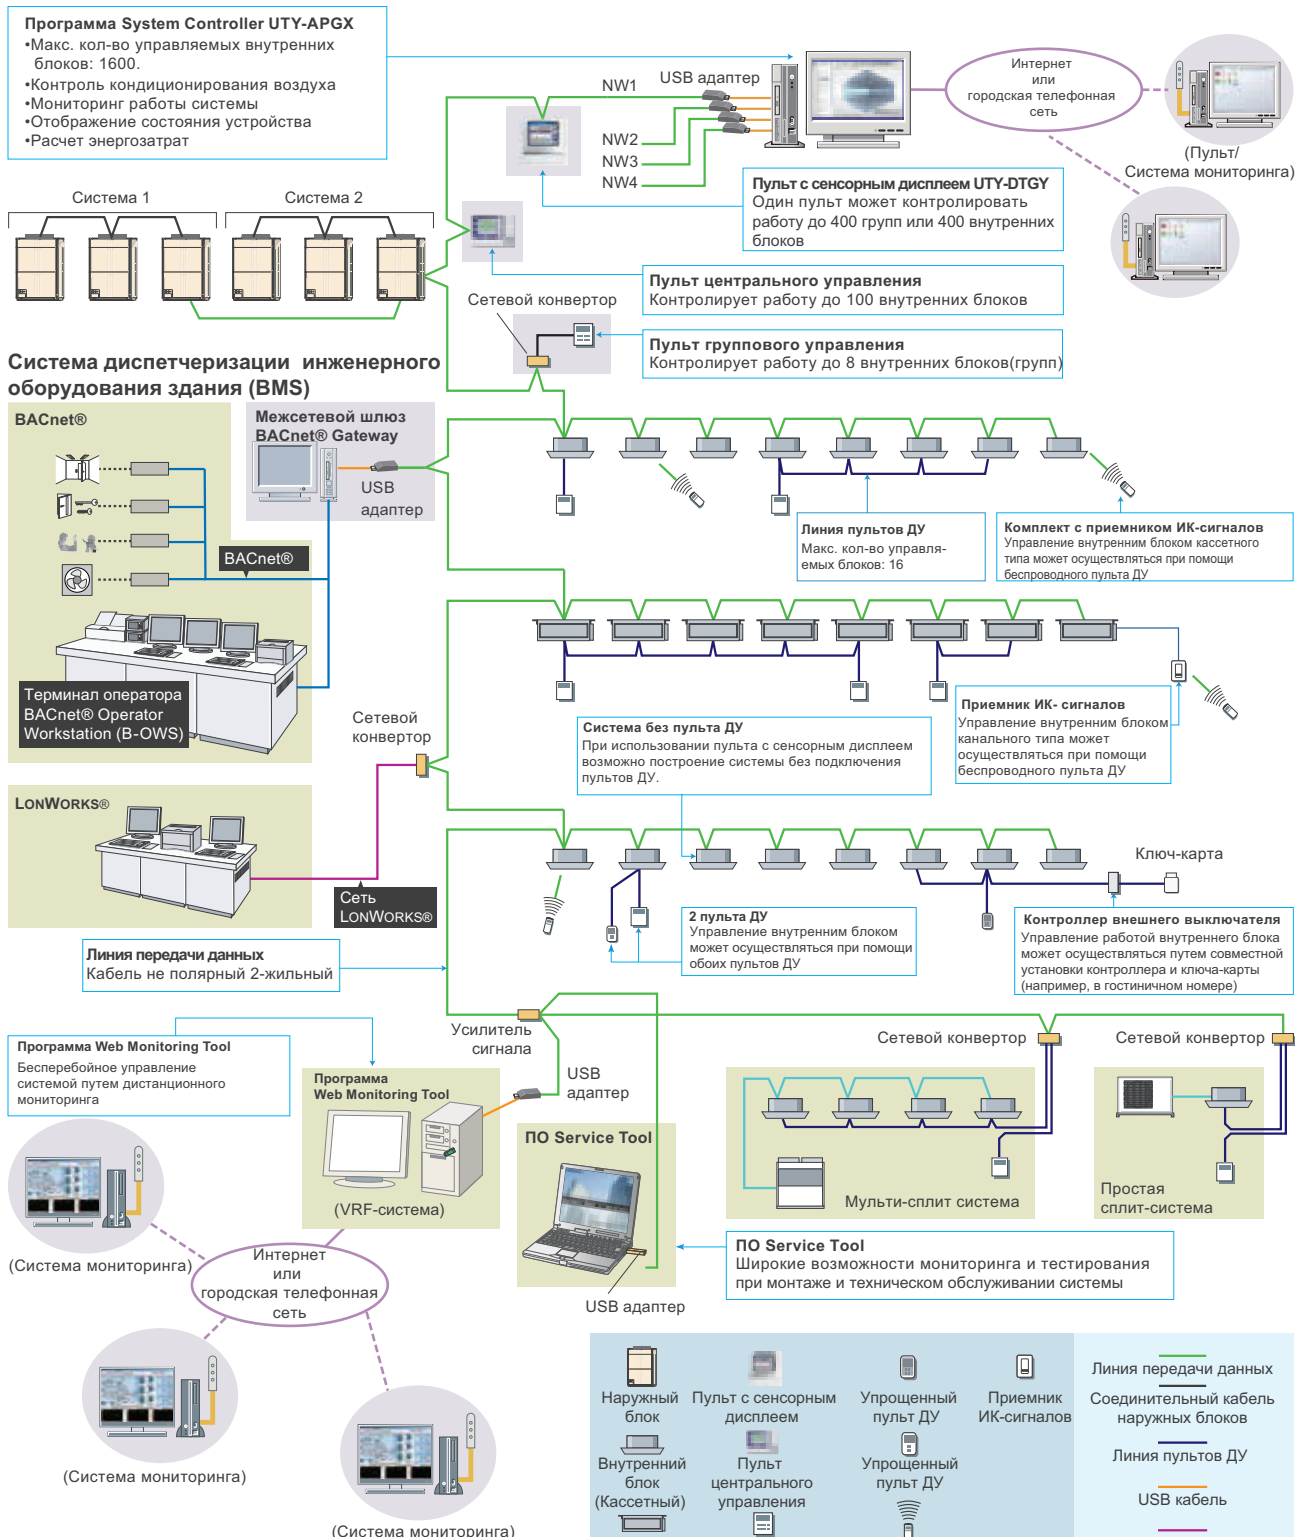 Программа System Controller UTY-APGX
•Макс. кол-во управляемых внутренних
блоков: 1600.
•Контроль кондиционирования воздуха
•Мониторинг работы системы
•Отображение состояния устройства
•Расчет энергозатрат
NW1
USB адаптер
NW2
NW3
NW4
Интернет
или
городская телефонная
сеть
(Пульт/
Система мониторинга)
Пульт с сенсорным дисплеем UTY-DTGY
Один пульт может контролировать
работу до 400 групп или 400 внутренних
блоков
Система 1
Система 2
Пульт центрального управления
Контролирует работу до 100 внутренних блоков
Сетевой конвертор
Пульт группового управления
Контролирует работу до 8 внутренних блоков(групп)
Система диспетчеризации инженерного
оборудования здания (BMS)
BACnet®
Межсетевой шлюз
BACnet® Gateway
USB
адаптер
BACnet®
Терминал оператора
BACnet® Operator
Workstation (B-OWS)
Линия пультов ДУ
Макс. кол-во управля-
емых блоков: 16
Комплект с приемником ИК-сигналов
Управление внутренним блоком кассетного
типа может осуществляться при помощи
беспроводного пульта ДУ
Приемник ИК- сигналов
Управление внутренним блоком
канального типа может
осуществляться при помощи
беспроводного пульта ДУ
Сетевой
конвертор
Система без пульта ДУ
При использовании пульта с сенсорным дисплеем
возможно построение системы без подключения
пультов ДУ.
LONWORKS®
Сеть
LONWORKS®
Ключ-карта
2 пульта ДУ
Управление внутренним блоком
может осуществляться при помощи
обоих пультов ДУ
Контроллер внешнего выключателя
Управление работой внутреннего блока
может осуществляться путем совместной
установки контроллера и ключа-карты
(например, в гостиничном номере)
Линия передачи данных
Кабель не полярный 2-жильный
Усилитель
сигнала
Сетевой конвертор
Сетевой конвертор
Программа Web Monitoring Tool
Бесперебойное управление
системой путем дистанционного
мониторинга
Программа
Web Monitoring Tool
(VRF-система)
USB
адаптер
ПО Service Tool
USB адаптер
Мульти-сплит система
Простая
сплит-система
ПО Service Tool
Широкие возможности мониторинга и тестирования
при монтаже и техническом обслуживании системы
(Система мониторинга)
Интернет
или
городская телефонная
сеть
(Система мониторинга)
(Система мониторинга)
Наружный
блок
Пульт с сенсорным
дисплеем
Упрощенный
пульт ДУ
Приемник
ИК-сигналов
Внутренний
блок
(Кассетный)
Пульт
центрального
управления
Упрощенный
пульт ДУ
Линия передачи данных
Соединительный кабель
наружных блоков
Линия пультов ДУ
USB кабель